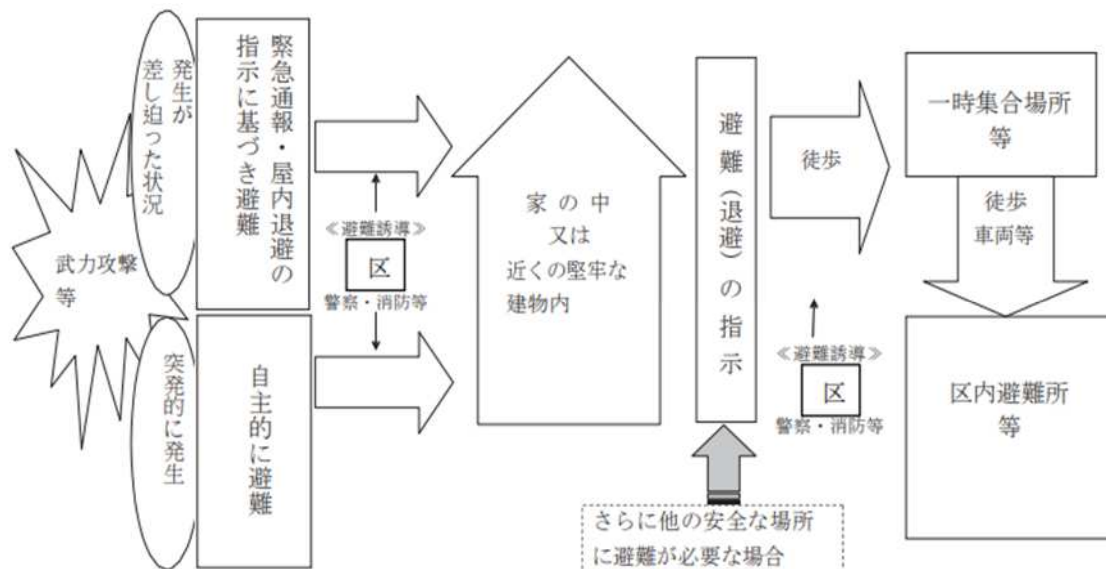 武力攻撃
等
発生が
差し迫った状況
突発的に発生
緊急通報・屋内退避の
指示に基づき避難
自主的に避難
≪避難誘導≫
区
警察・消防等
家の中
又は
近くの堅牢な
建物内
避難(退避)の指示
さらに他の安全な場所
に避難が必要な場合
徒歩
≪避難誘導≫
区
警察・消防等
一時集合場所
等
徒歩
車両等
区内避難所
等